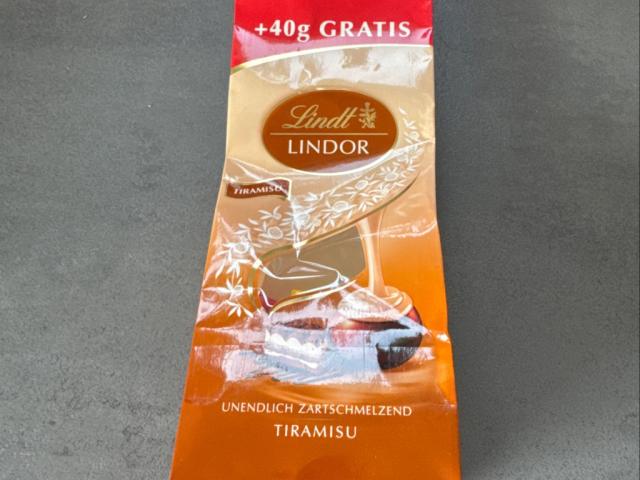 +40g GRATIS
Lindt
LINDOR
TIRAMISU
UNENDLICH ZARTSCHMELZEND
TIRAMISU